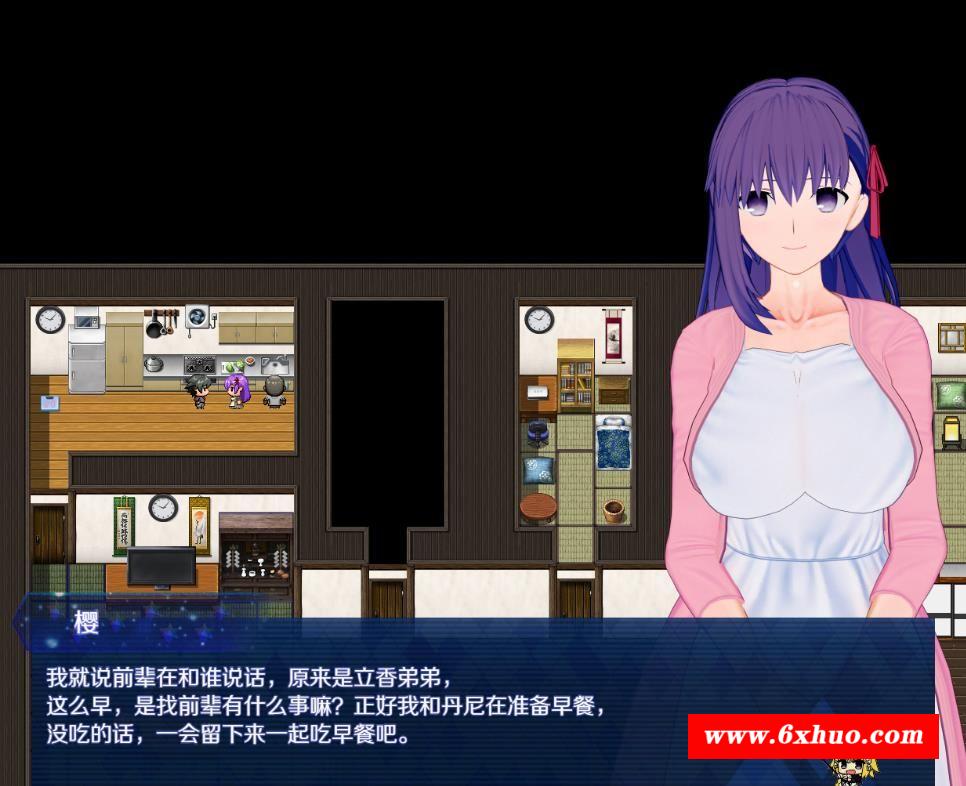 樱
我就说前辈在和谁说话，原来是立香弟弟，
这么早，是找前辈有什么事嘛？正好我和丹尼在准备早餐，
没吃的话，一会留下来一起吃早餐吧。
www.6xhuo.com